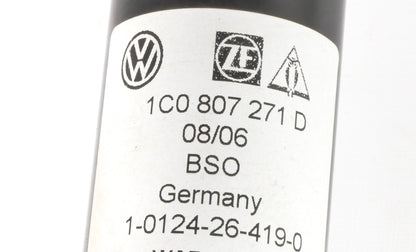 VW ZF
1C0 807 271 D
08/06
BSO
Germany
1-0124-26-419-0